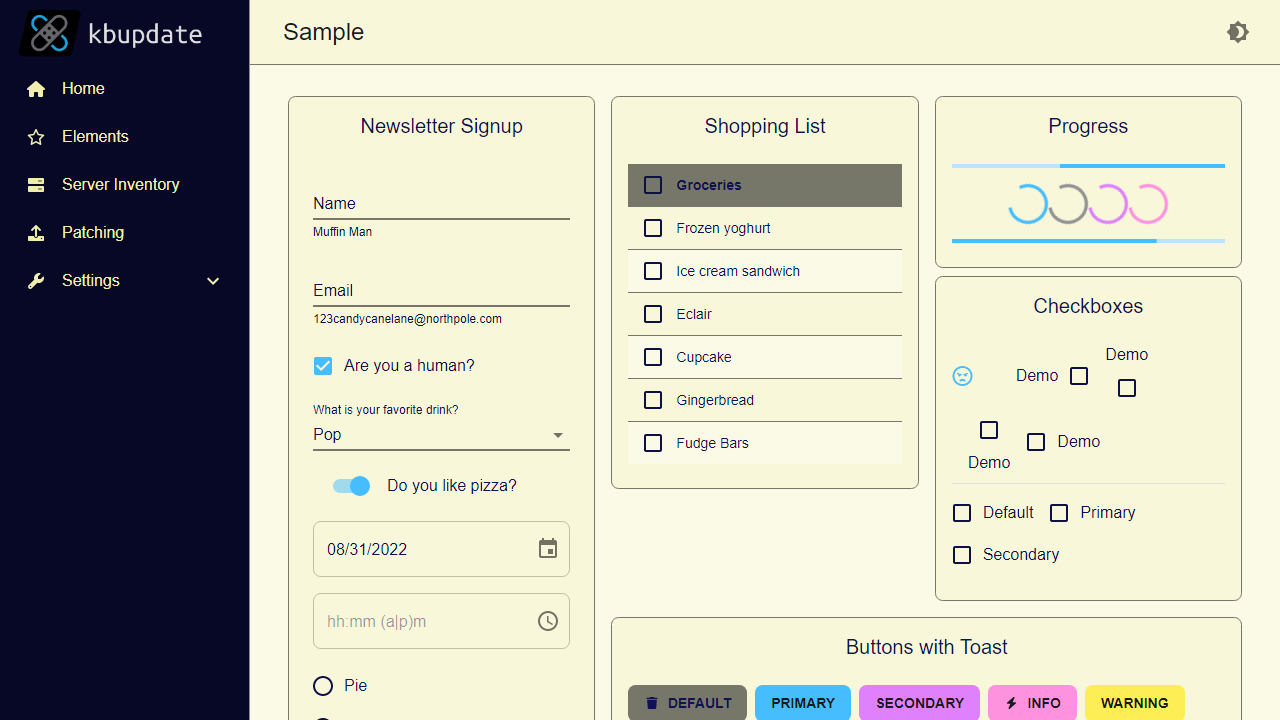 kbupdate
Home
Elements
Server Inventory
Patching
Settings
Sample
Newsletter Signup
Name
Muffin Man
Email
123candycanelane@northpole.com
Are you a human?
What is your favorite drink?
Pop
Do you like pizza?
08/31/2022
hh:mm (a|p)m
Pie
Shopping List
Groceries
Frozen yoghurt
Ice cream sandwich
Eclair
Cupcake
Gingerbread
Fudge Bars
Progress
Checkboxes
Demo
Demo
Demo
Demo
Default Primary
Secondary
Buttons with Toast
DEFAULT PRIMARY SECONDARY INFO WARNING